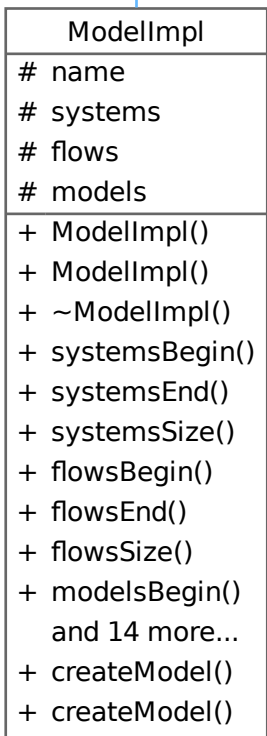 ModelImpl
# name
# systems
# flows
# models
+ ModelImpl()
+ ModelImpl()
+ ~ModelImpl()
+ systemsBegin()
+ systemsEnd()
+ systemsSize()
+ flowsBegin()
+ flowsEnd()
+ flowsSize()
+ modelsBegin()
and 14 more...
+ createModel()
+ createModel()